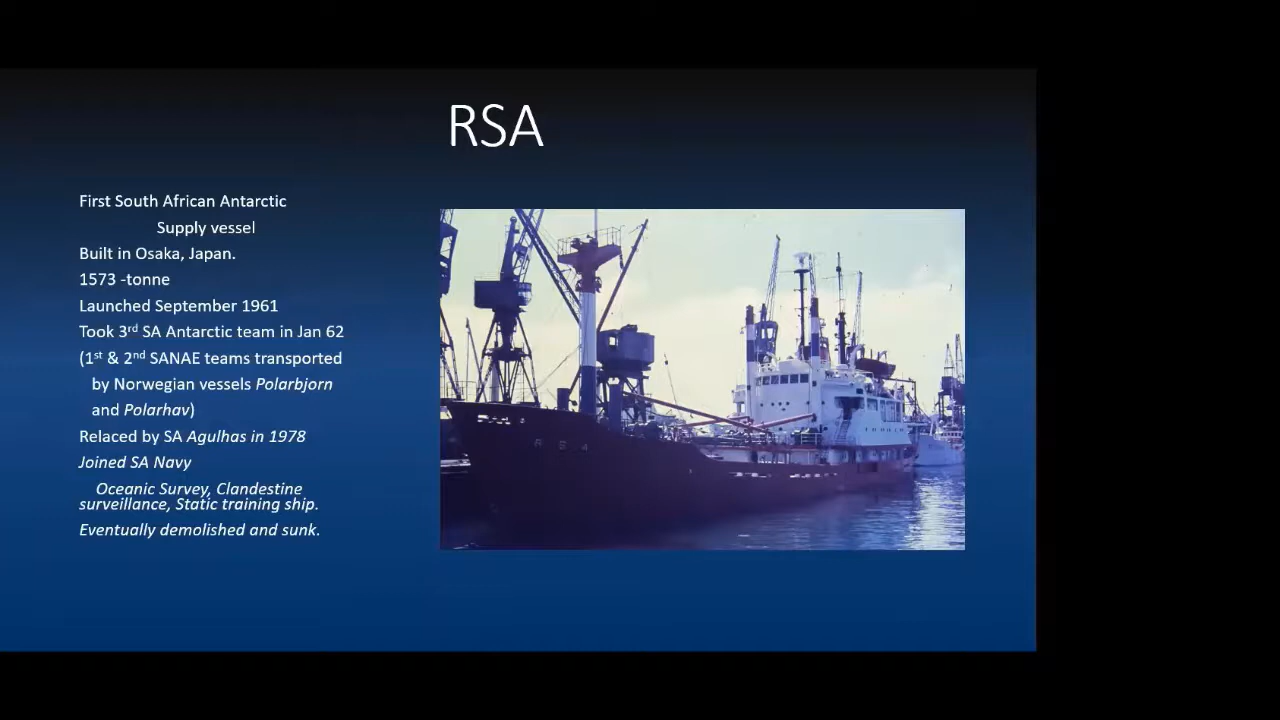 RSA
First South African Antarctic
Supply vessel
Built in Osaka, Japan.
1573 -tonne
Launched September 1961
Took 3rd SA Antarctic team in Jan 62
(1st & 2nd SANAE teams transported
by Norwegian vessels Polarbjorn
and Polarhav)
Relaced by SA Agulhas in 1978
Joined SA Navy
Oceanic Survey, Clandestine
surveillance, Static training ship.
Eventually demolished and sunk.
R S A